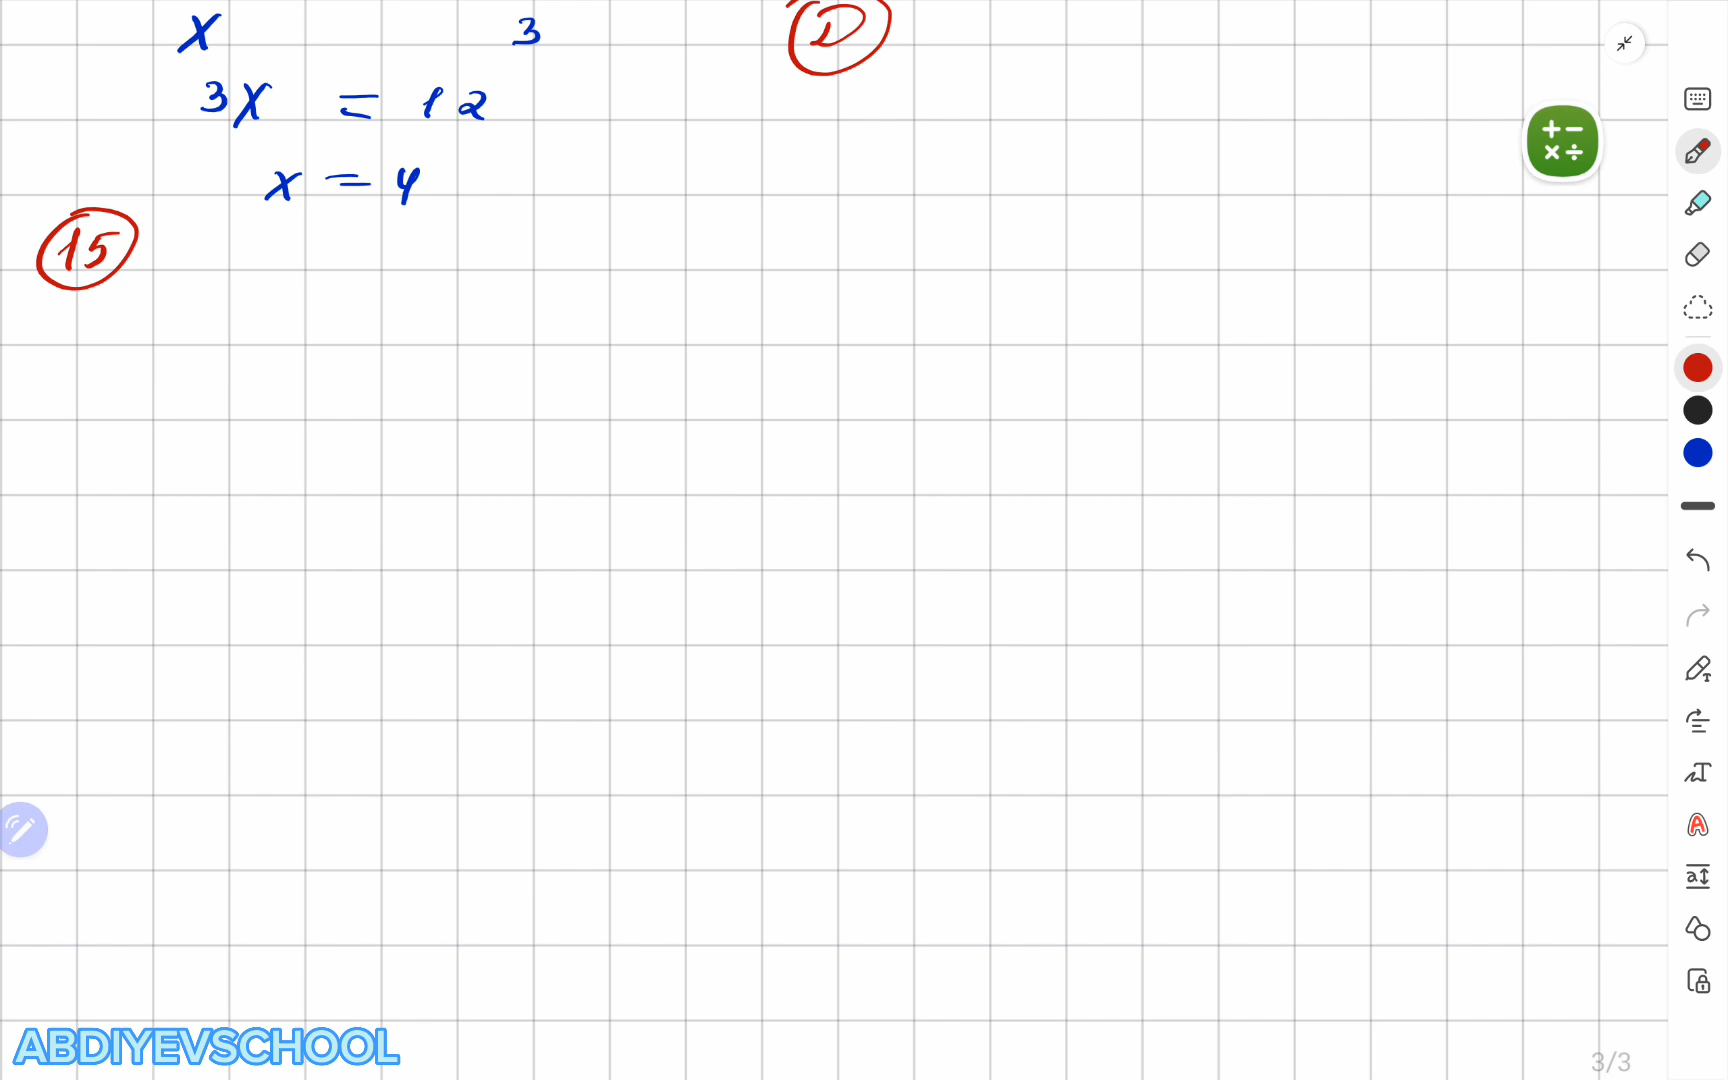 x 3 D
3x = 12
x = 4
15
ABDIYEVSCHOOL
3/3